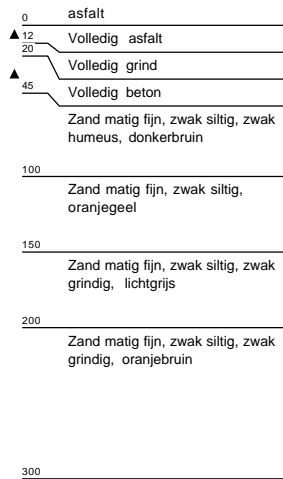 0 asfalt
12 Volledig asfalt
20
Volledig grind
45 Volledig beton
Zand matig fijn, zwak siltig, zwak
humeus, donkerbruin
100
Zand matig fijn, zwak siltig,
oranjegeel
150
Zand matig fijn, zwak siltig, zwak
grindig, lichtgrijs
200
Zand matig fijn, zwak siltig, zwak
grindig, oranjebruin
300